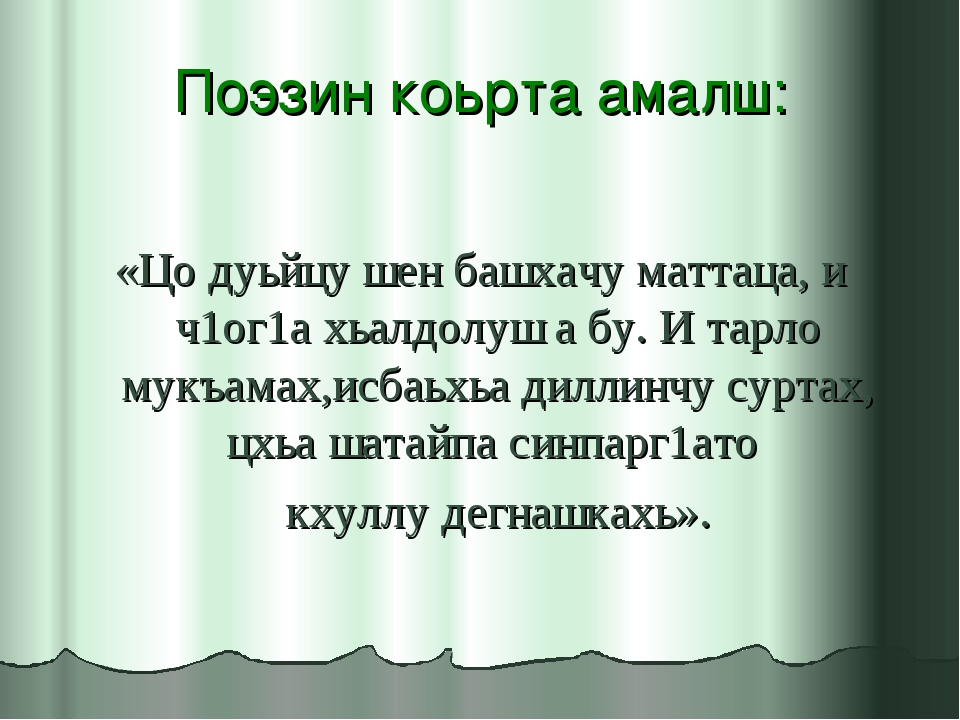 Поэзин коьрта амалш:
«Цо дуьйцу шен башхачу маттаца, и
ч1ог1а хьалдолуш а бу. И тарло
мукъамах,исбаьхьа диллинчу суртах,
цхьа шатайпа синпарг1ато
кхуллу дегнашкахь».